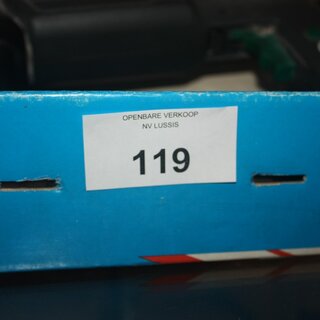 OPENBARE VERKOOP
NV LUSSIS
119